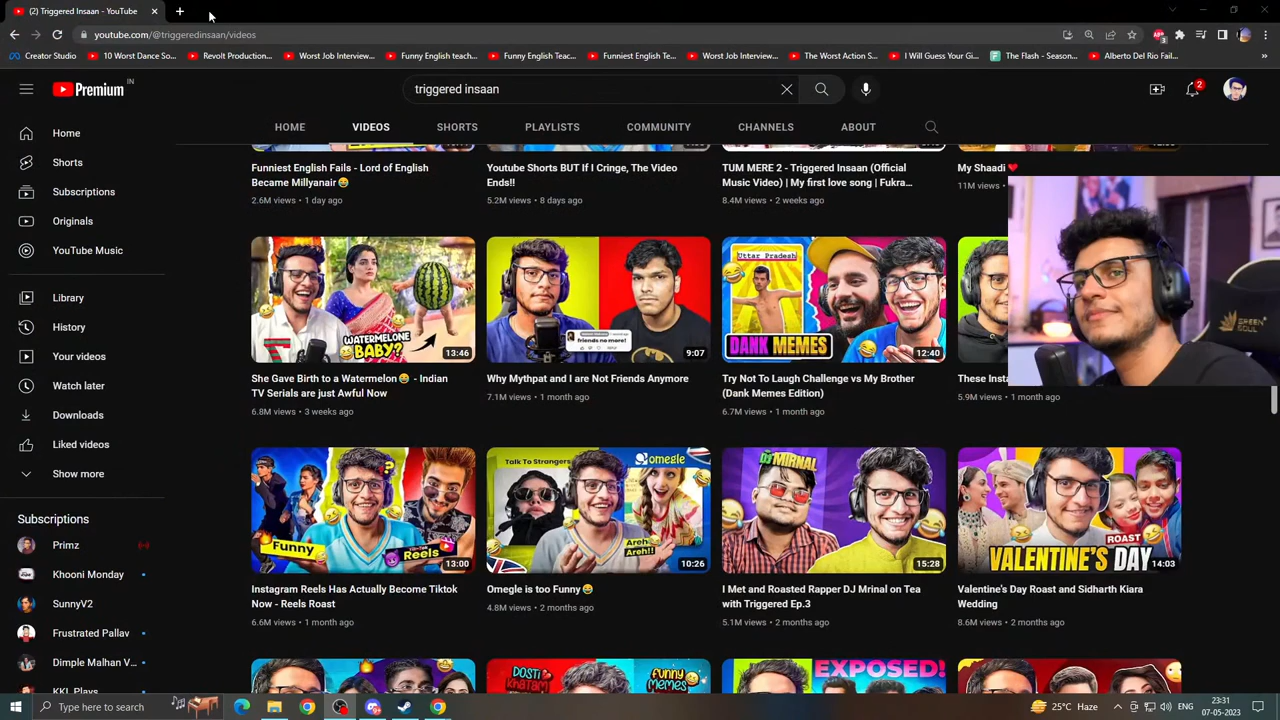 (2) Triggered Insaan - YouTube
youtube.com/@triggeredinsaan/videos
Creator Studio
10 Worst Dance So...
Revolt Production...
Worst Job Interview...
Funny English teach...
Funny English Teac...
Funniest English Te...
Worst Job Interview...
The Worst Action S...
I Will Guess Your Gi...
The Flash - Season...
Alberto Del Rio Fail...
Premium IN
triggered insaan
2
HOME
VIDEOS
SHORTS
PLAYLISTS
COMMUNITY
CHANNELS
ABOUT
Home
Shorts
Subscriptions
Originals
YouTube Music
Library
History
Your videos
Watch later
Downloads
Liked videos
Show more
Subscriptions
Primz
Khooni Monday
SunnyV2
Frustrated Pallav
Dimple Malhan V...
KKL Plays
Funniest English Fails - Lord of English
Became Millyanair
2.6M views • 1 day ago
Youtube Shorts BUT If I Cringe, The Video
Ends!!
5.2M views • 8 days ago
TUM MERE 2 - Triggered Insaan (Official
Music Video) | My first love song | Fukra...
8.4M views • 2 weeks ago
My Shaadi
11M views •
WATERMELONE
BABY?
13:46
She Gave Birth to a Watermelon - Indian
TV Serials are just Awful Now
6.8M views • 3 weeks ago
friends no more!
9:07
Why Mythpat and I are Not Friends Anymore
7.1M views • 1 month ago
Uttar Pradesh
DANK MEMES
12:40
Try Not To Laugh Challenge vs My Brother
(Dank Memes Edition)
6.7M views • 1 month ago
These Insta
5.9M views • 1 month ago
GREEN
SOUL
Funny
Reels
13:00
Instagram Reels Has Actually Become Tiktok
Now - Reels Roast
6.6M views • 1 month ago
Talk To Strangers
omegle
Areh
Areh!!
10:26
Omegle is too Funny
4.8M views • 2 months ago
DJ MRNAL
15:28
I Met and Roasted Rapper DJ Mrinal on Tea
with Triggered Ep.3
5.1M views • 2 months ago
ROAST
VALENTINE'S DAY
14:03
Valentine's Day Roast and Sidharth Kiara
Wedding
8.6M views • 2 months ago
DOSTI
KHATAM
funny
MEMES
EXPOSED!
Type here to search
25°C Haze
ENG
23:31
07-05-2023